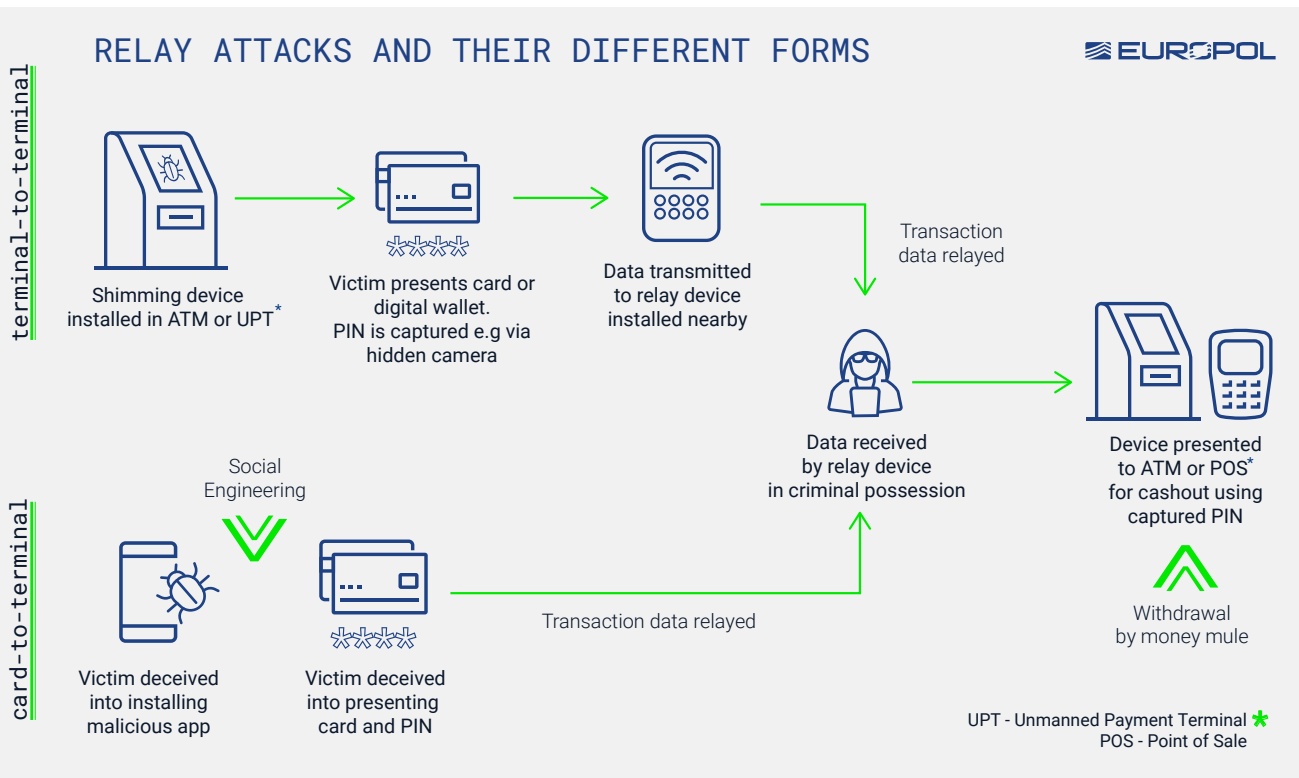 RELAY ATTACKS AND THEIR DIFFERENT FORMS
EUROPOL
terminal-to-terminal
Shimming device
installed in ATM or UPT*
****
Victim presents card or
digital wallet.
PIN is captured e.g via
hidden camera
Data transmitted
to relay device
installed nearby
Transaction
data relayed
Data received
by relay device
in criminal possession
Device presented
to ATM or POS*
for cashout using
captured PIN
Withdrawal
by money mule
card-to-terminal
Social
Engineering
Victim deceived
into installing
malicious app
****
Victim deceived
into presenting
card and PIN
Transaction data relayed
UPT - Unmanned Payment Terminal *
POS - Point of Sale